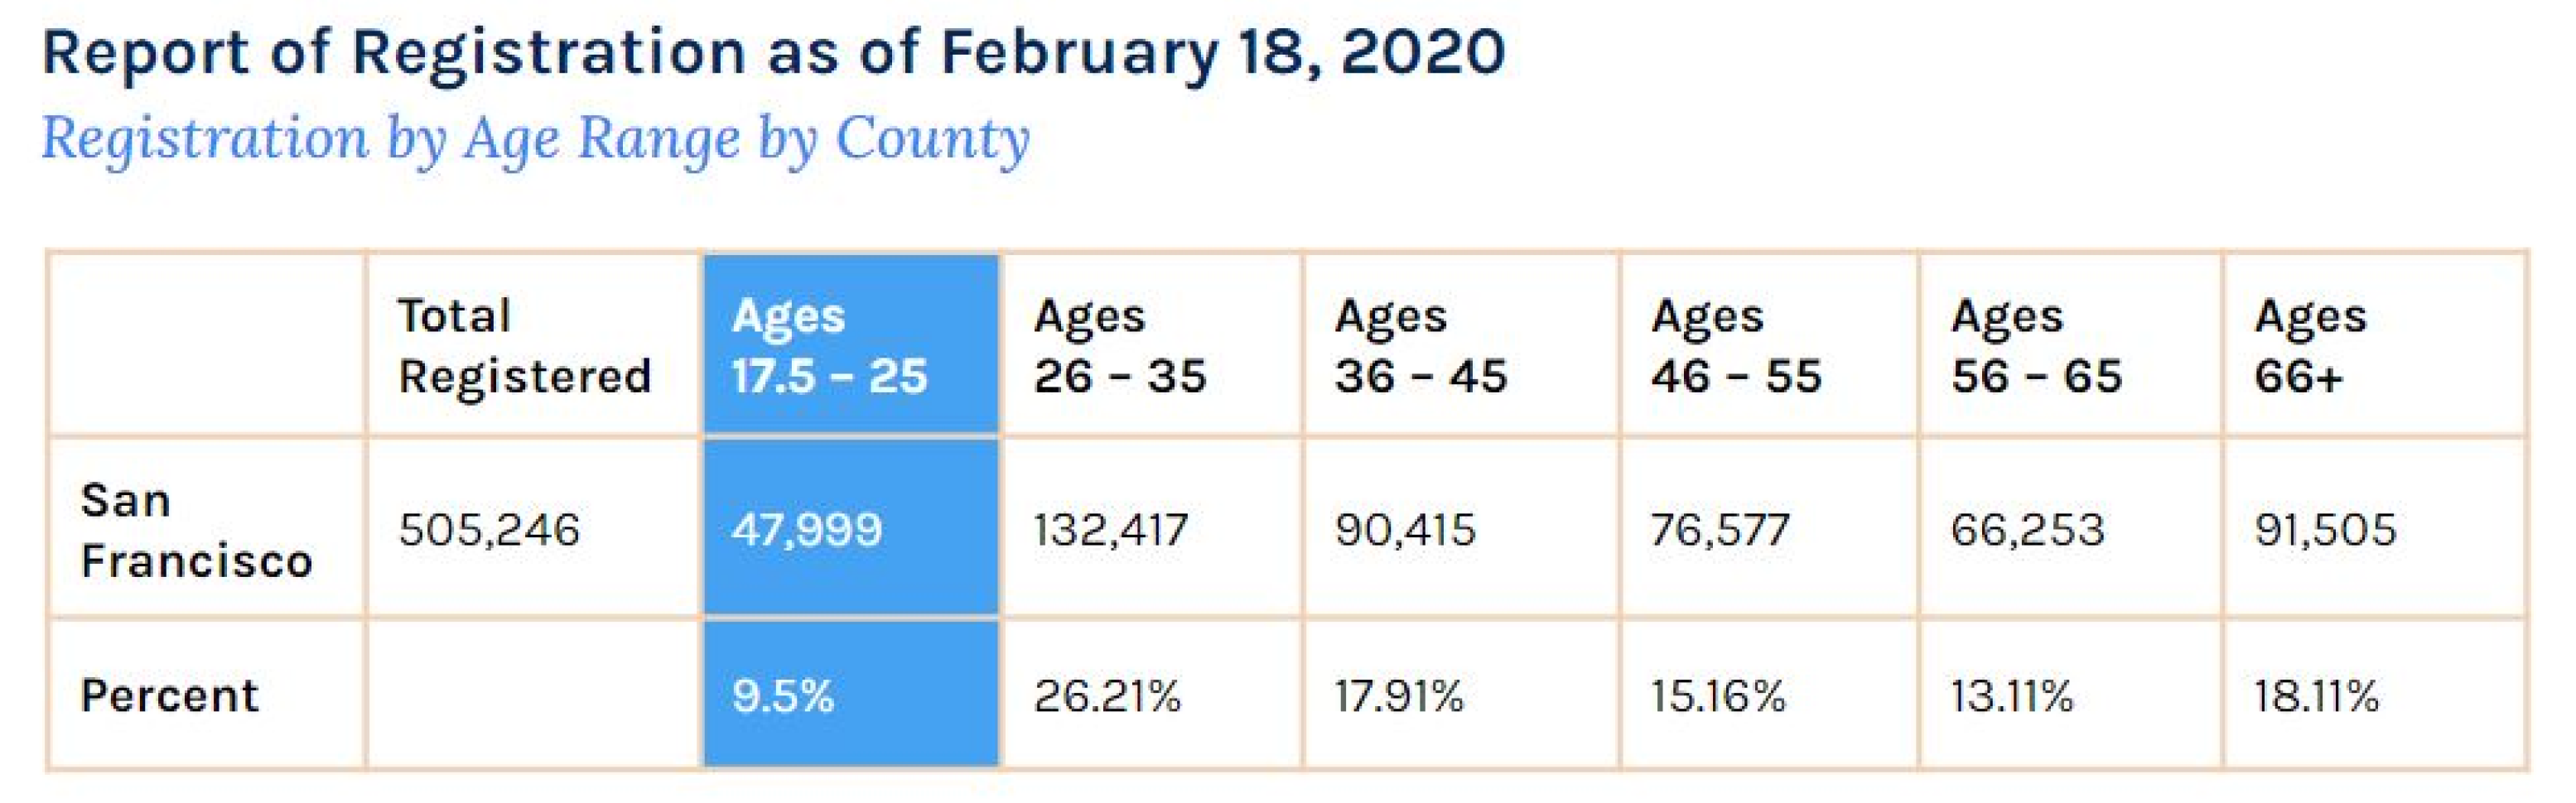 Report of Registration as of February 18, 2020
Registration by Age Range by County
Total Registered
Ages 17.5 – 25
Ages 26 – 35
Ages 36 – 45
Ages 46 – 55
Ages 56 – 65
Ages 66+
San Francisco
505,246
47,999
132,417
90,415
76,577
66,253
91,505
Percent
9.5%
26.21%
17.91%
15.16%
13.11%
18.11%